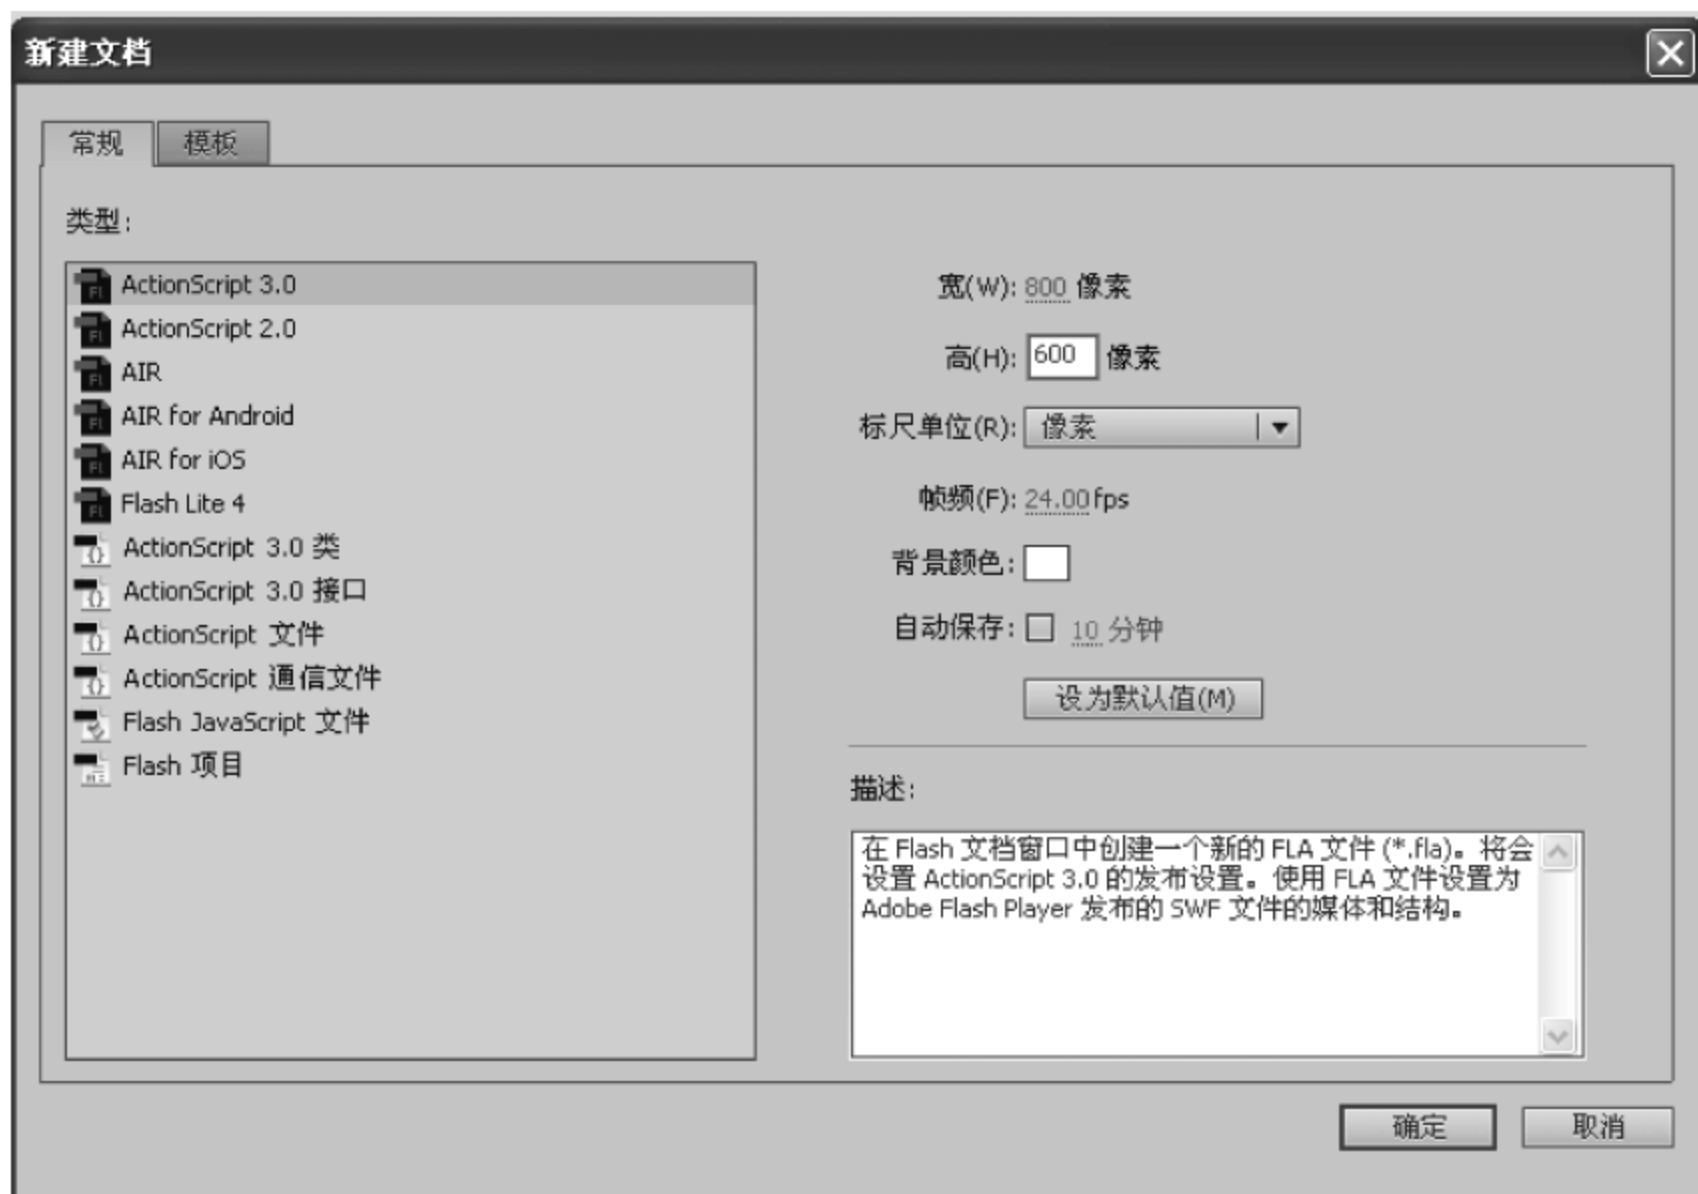 新建文档
常规 模板
类型:
ActionScript 3.0
ActionScript 2.0
AIR
AIR for Android
AIR for iOS
Flash Lite 4
ActionScript 3.0 类
ActionScript 3.0 接口
ActionScript 文件
ActionScript 通信文件
Flash JavaScript 文件
Flash 项目
宽(W): 800 像素
高(H): 600 像素
标尺单位(R): 像素
帧频(F): 24.00 fps
背景颜色:
自动保存: 10 分钟
设为默认值(M)
描述:
在 Flash 文档窗口中创建一个新的 FLA 文件 (*.fla)。将会
设置 ActionScript 3.0 的发布设置。使用 FLA 文件设置为
Adobe Flash Player 发布的 SWF 文件的媒体和结构。
确定 取消